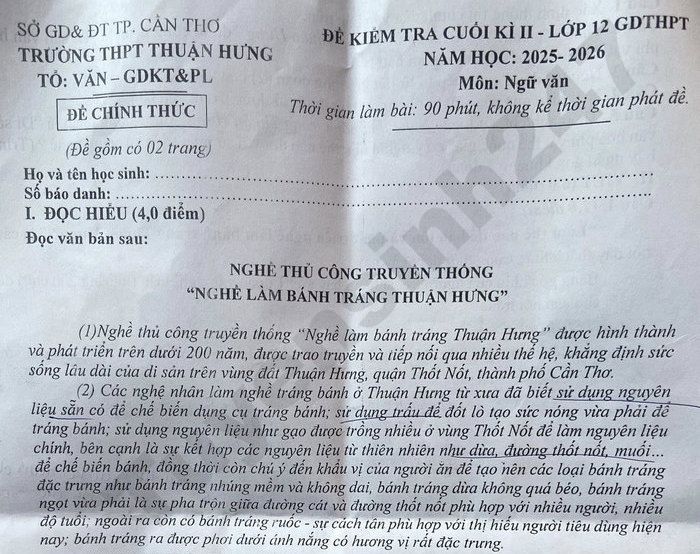 SỞ GD& ĐT TP. CẦN THƠ
TRƯỜNG THPT THUẬN HƯNG
TỔ: VĂN – GDKT&PL
ĐỀ CHÍNH THỨC
(Đề gồm có 02 trang)
ĐỀ KIỂM TRA CUỐI KÌ II - LỚP 12 GDTHPT
NĂM HỌC: 2025- 2026
Môn: Ngữ văn
Thời gian làm bài: 90 phút, không kể thời gian phát đề.
Họ và tên học sinh:
Số báo danh:
I. ĐỌC HIỂU (4,0 điểm)
Đọc văn bản sau:
NGHỀ THỦ CÔNG TRUYỀN THỐNG
“NGHỀ LÀM BÁNH TRÁNG THUẬN HƯNG”
(1)Nghề thủ công truyền thống “Nghề làm bánh tráng Thuận Hưng” được hình thành
và phát triển trên dưới 200 năm, được trao truyền và tiếp nối qua nhiều thế hệ, khẳng định sức
sống lâu dài của di sản trên vùng đất Thuận Hưng, quận Thốt Nốt, thành phố Cần Thơ.
(2) Các nghệ nhân làm nghề tráng bánh ở Thuận Hưng từ xưa đã biết sử dụng nguyên
liệu sẵn có để chế biến dụng cụ tráng bánh; sử dụng trấu để đốt lò tạo sức nóng vừa phải để
tráng bánh; sử dụng nguyên liệu như gạo được trồng nhiều ở vùng Thốt Nốt để làm nguyên liệu
chính, bên cạnh là sự kết hợp các nguyên liệu từ thiên nhiên như dừa, đường thốt nốt, muối...
để chế biến bánh, đồng thời còn chú ý đến khẩu vị của người ăn để tạo nên các loại bánh tráng
đặc trưng như bánh tráng nhúng mềm và không dai, bánh tráng dừa không quá béo, bánh tráng
ngọt vừa phải là sự pha trộn giữa đường cát và đường thốt nốt phù hợp với nhiều người, nhiều
độ tuổi; ngoài ra còn có bánh tráng ruốc - sự cách tân phù hợp với thị hiếu người tiêu dùng hiện
nay; bánh tráng ra được phơi dưới ánh nắng có hương vị rất đặc trưng.